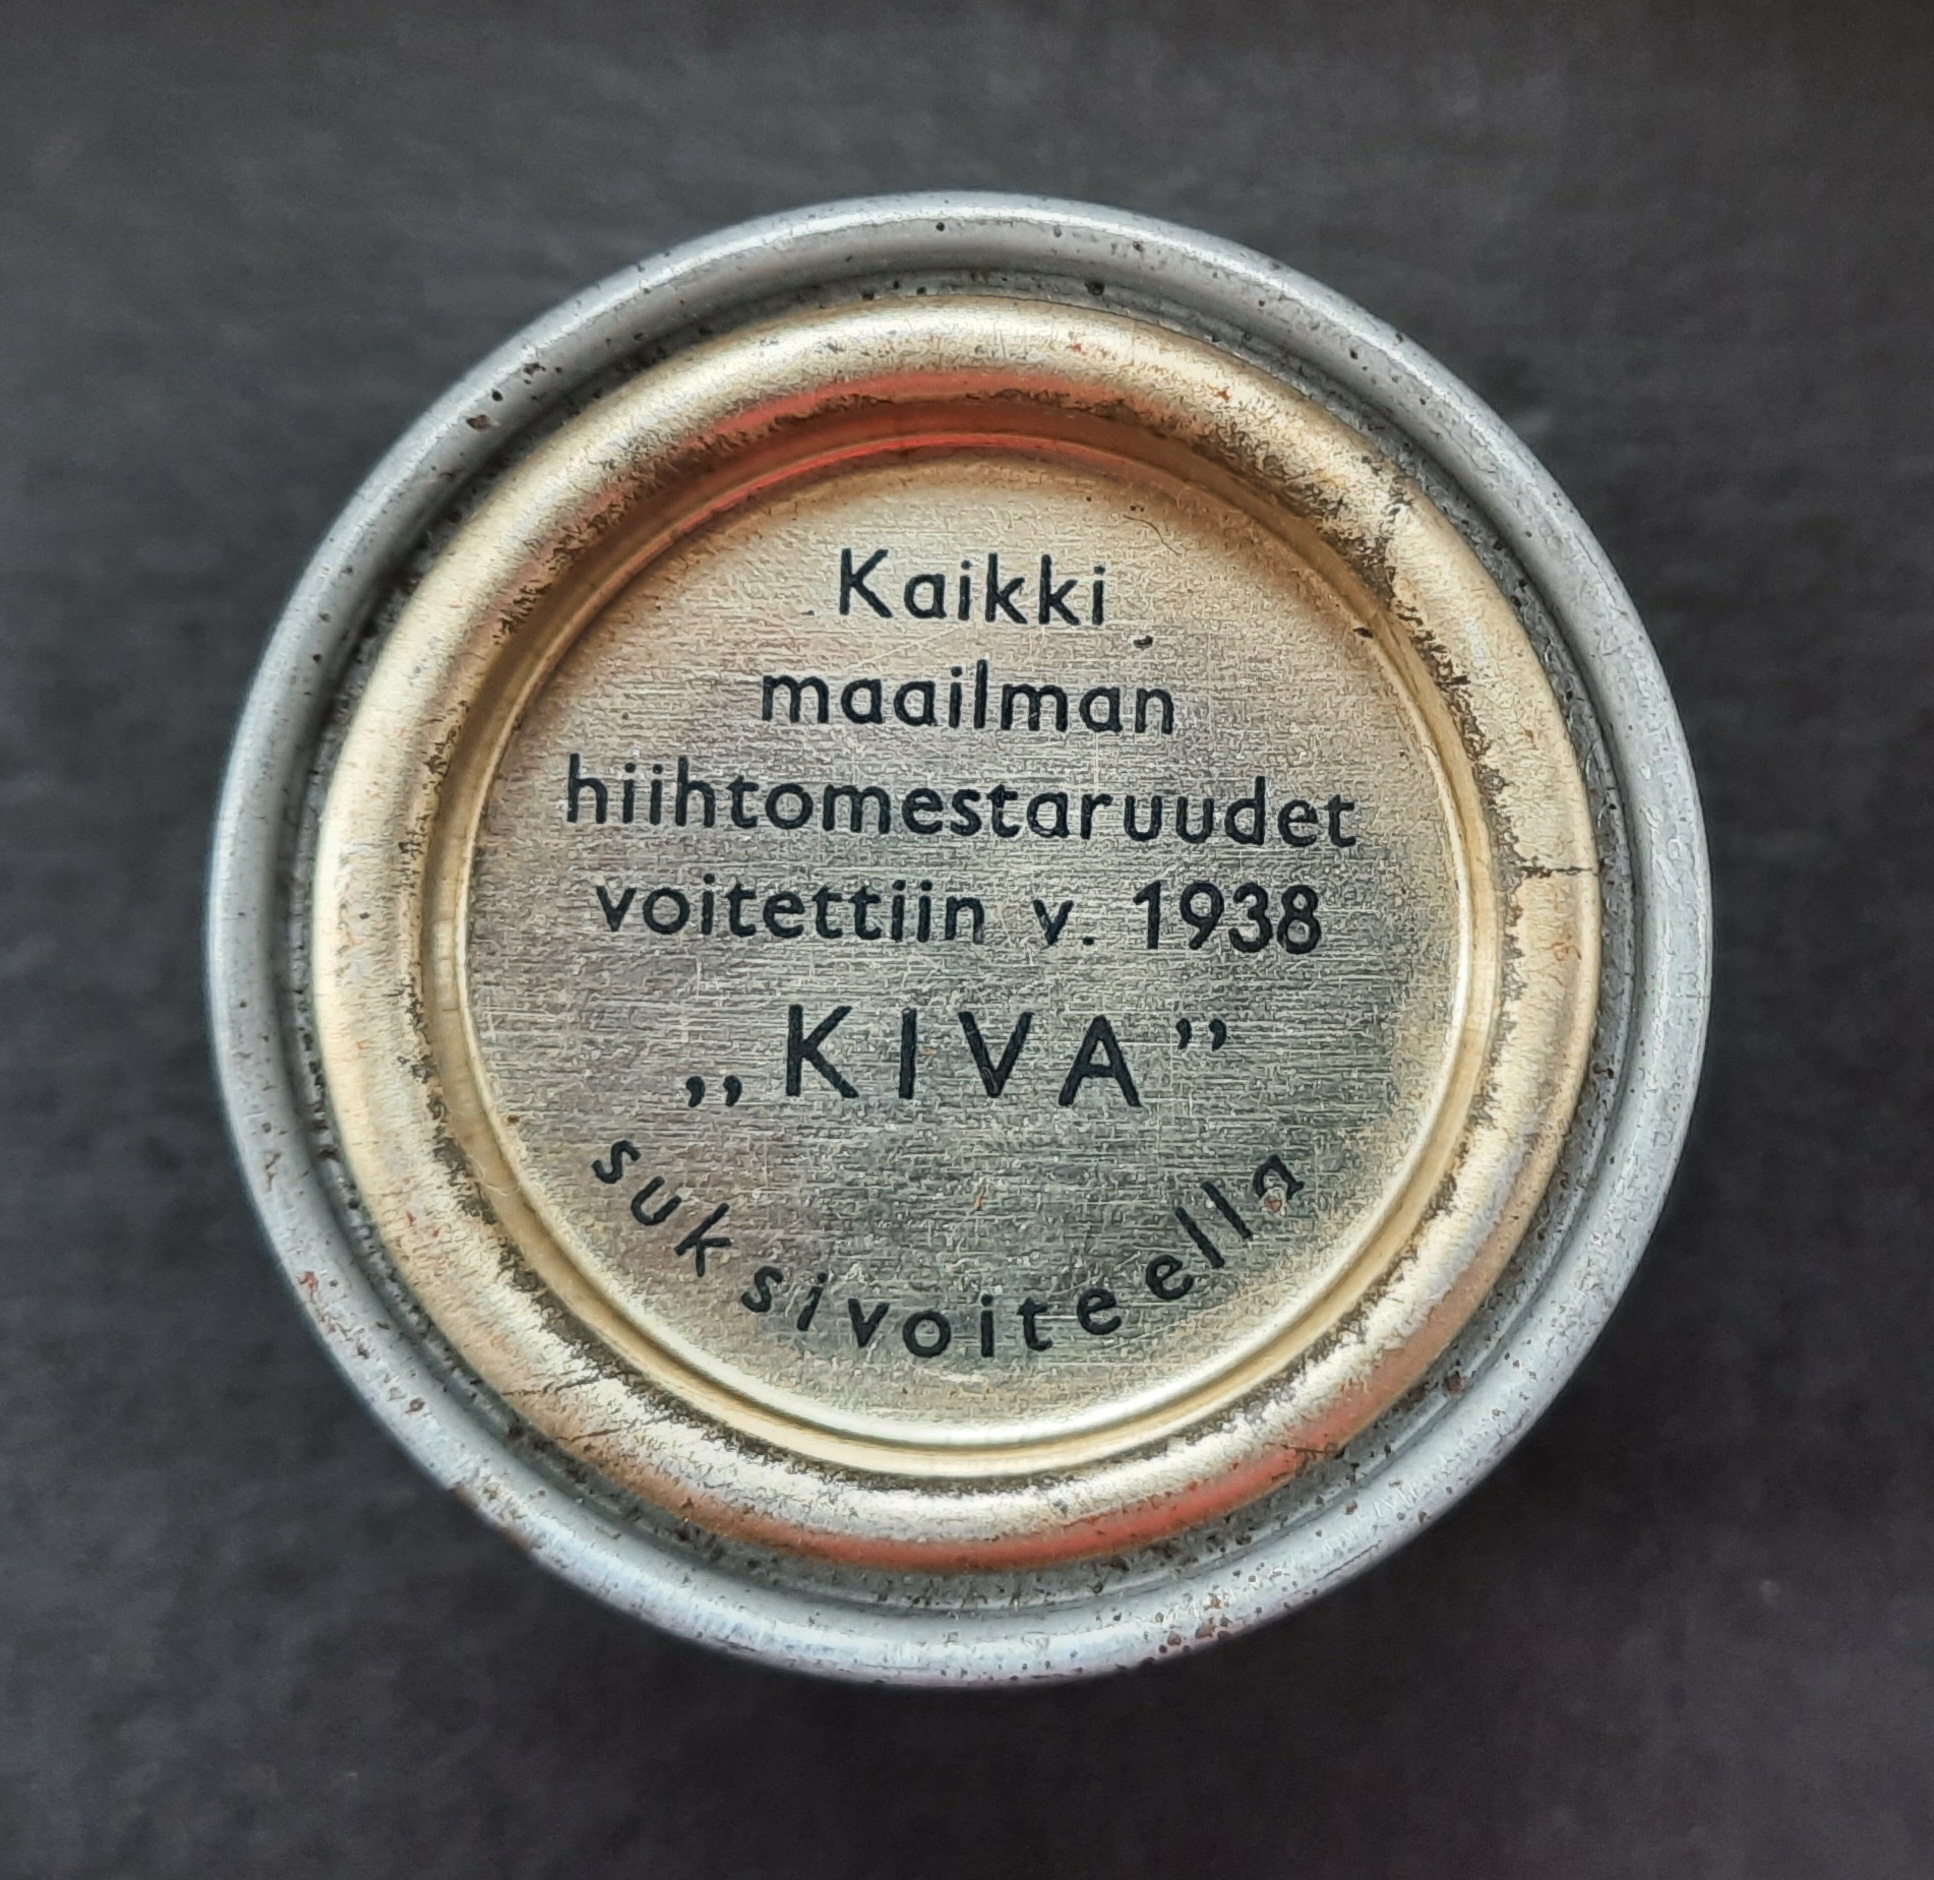 Kaikki
maailman
hiihtomestaruudet
voitettiin v. 1938
„KIVA”
suksivoiteella